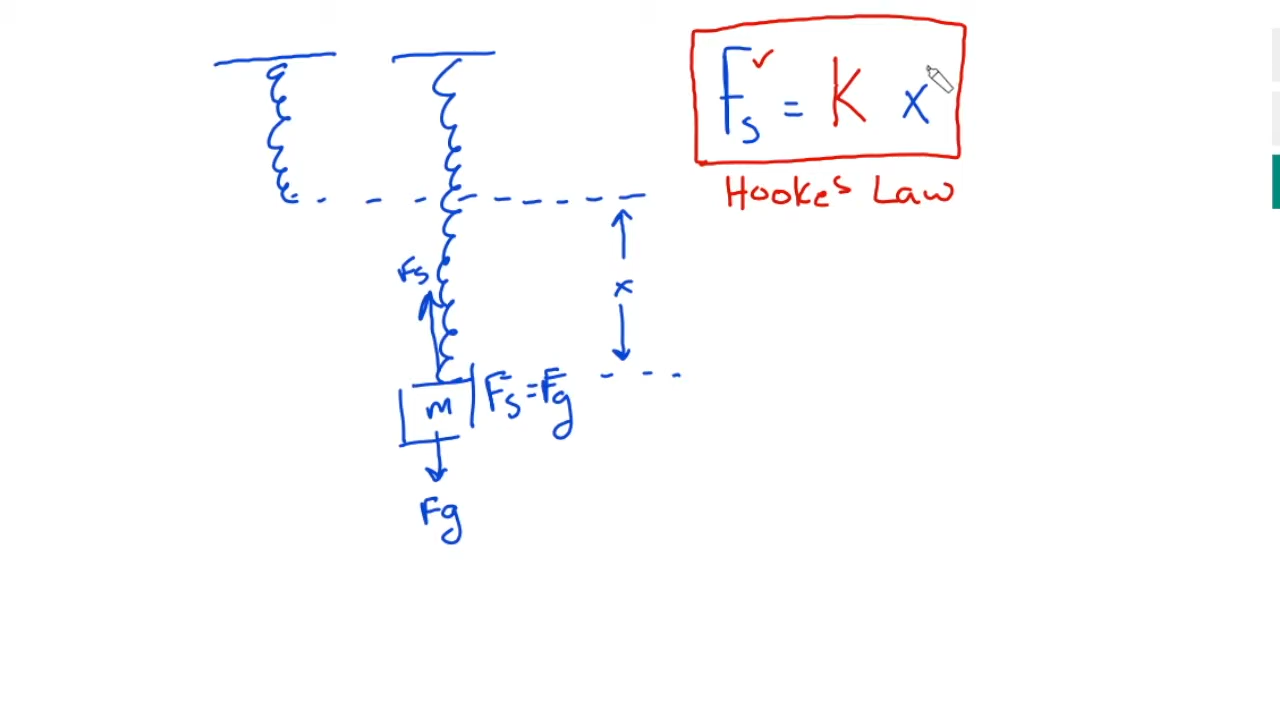 Fs = K x
Hooke's Law
Fs
x
m
Fs = Fg
Fg